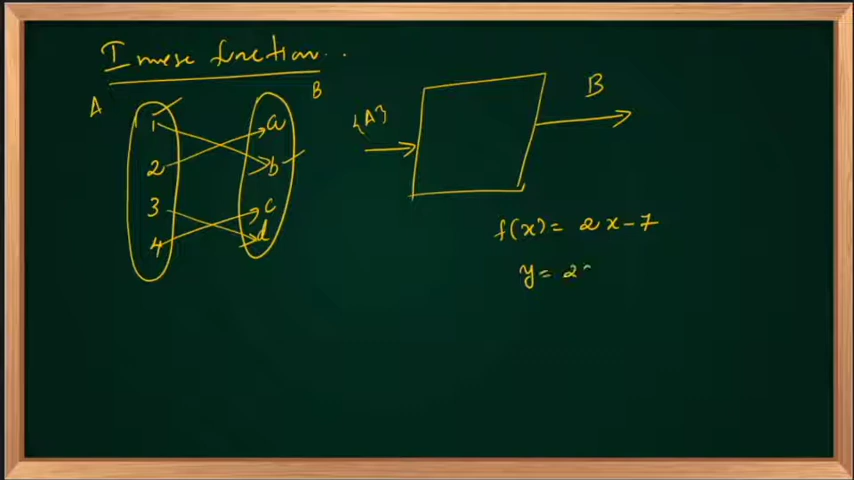 Inverse function..
A
B
1
a
2
b
3
c
4
d
{A}
B
f(x) = 2x-7
y = 2